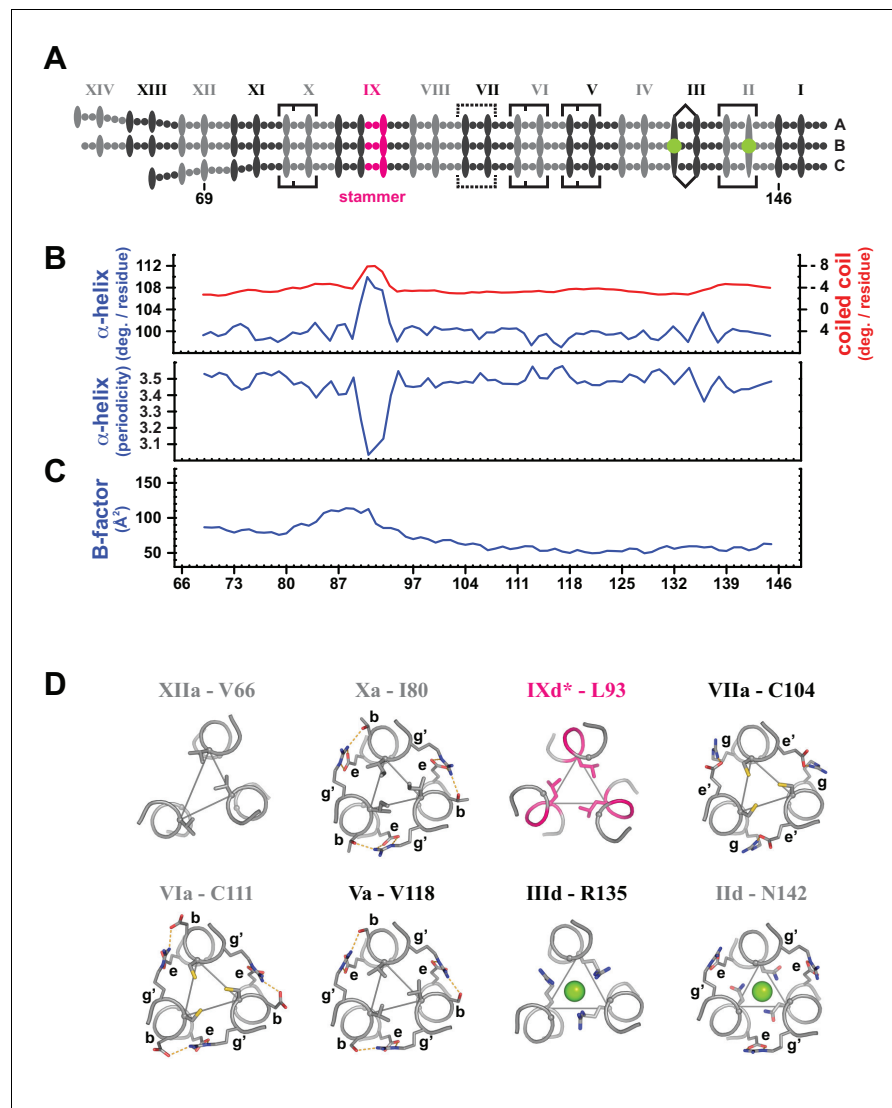 A
XIV XIII XII XI X IX VIII VII VI V IV III II I
A
B
C
stammer
69
146
B
α-helix
(deg. / residue)
112
108
104
100
8
4
0
4
coiled coil
(deg. / residue)
α-helix
(periodicity)
3.5
3.4
3.3
3.2
3.1
C
B-factor
(Å²)
150
100
50
66 73 80 87 97 104 111 118 125 132 139 146
D
XIIa - V66 Xa - I80 IXd* - L93 VIIa - C104
b
g'
e
e
g'
b
b
e
g'
g
e'
e'
g
g
e'
VIa - C111 Va - V118 IIId - R135 IId - N142
b
g'
e
e
g'
b
b
e
g'
b
g'
e
e
g'
b
b
e
g'
g'
e
e
g'
e
g'